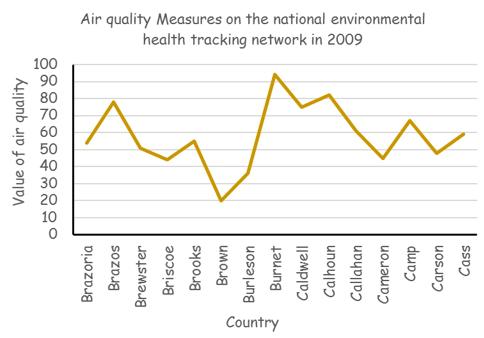 Air quality Measures on the national environmental
health tracking network in 2009
Value of air quality
100
90
80
70
60
50
40
30
20
10
0
Brazoria
Brazos
Brewster
Briscoe
Brooks
Brown
Burleson
Burnet
Caldwell
Calhoun
Callahan
Cameron
Camp
Carson
Cass
Country